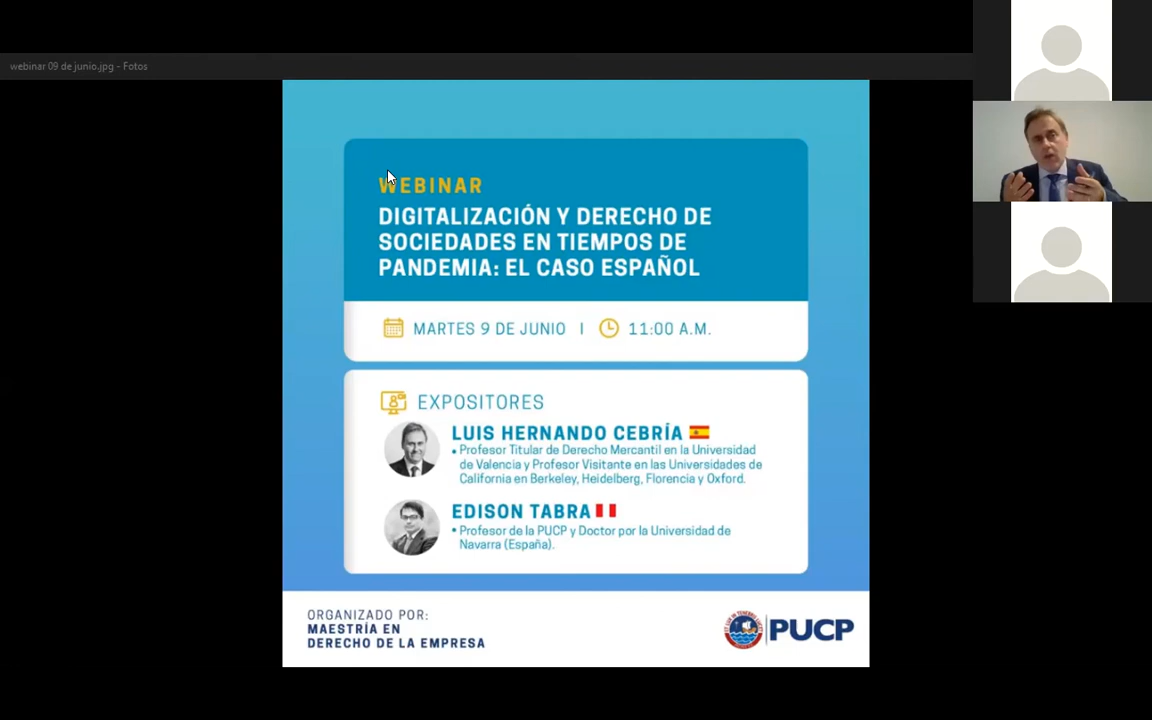 webinar 09 de junio.jpg - Fotos
WEBINAR
DIGITALIZACIÓN Y DERECHO DE
SOCIEDADES EN TIEMPOS DE
PANDEMIA: EL CASO ESPAÑOL
MARTES 9 DE JUNIO | 11:00 A.M.
EXPOSITORES
LUIS HERNANDO CEBRÍA
• Profesor Titular de Derecho Mercantil en la Universidad
de Valencia y Profesor Visitante en las Universidades de
California en Berkeley, Heidelberg, Florencia y Oxford.
EDISON TABRA
• Profesor de la PUCP y Doctor por la Universidad de
Navarra (España).
ORGANIZADO POR:
MAESTRÍA EN
DERECHO DE LA EMPRESA
PUCP